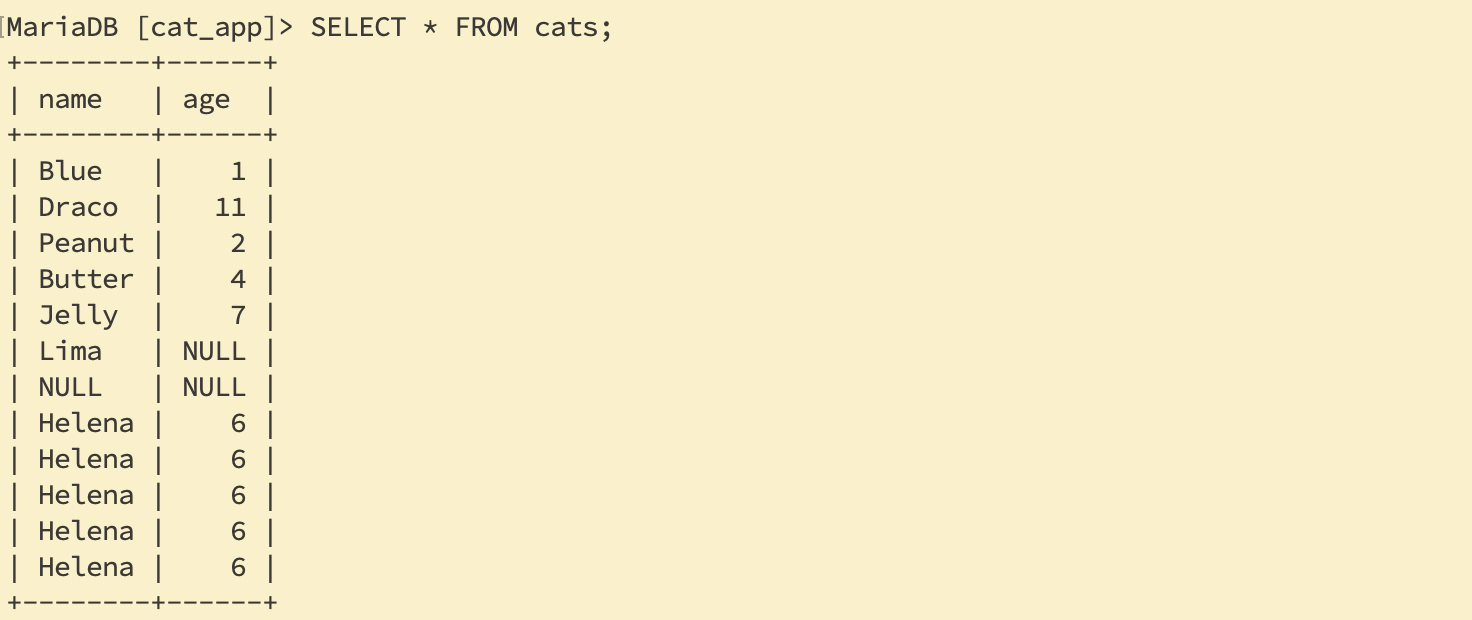 [MariaDB [cat_app]> SELECT * FROM cats;
+--------+------+
| name   | age  |
+--------+------+
| Blue   |    1 |
| Draco  |   11 |
| Peanut |    2 |
| Butter |    4 |
| Jelly  |    7 |
| Lima   | NULL |
| NULL   | NULL |
| Helena |    6 |
| Helena |    6 |
| Helena |    6 |
| Helena |    6 |
| Helena |    6 |
+--------+------+